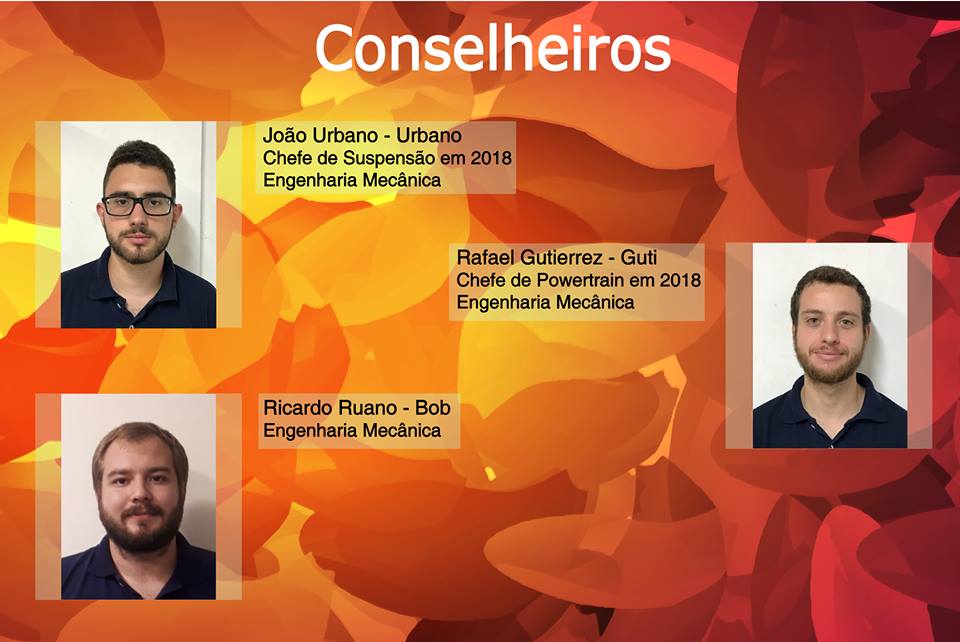 Conselheiros
João Urbano - Urbano
Chefe de Suspensão em 2018
Engenharia Mecânica
Rafael Gutierrez - Guti
Chefe de Powertrain em 2018
Engenharia Mecânica
Ricardo Ruano - Bob
Engenharia Mecânica